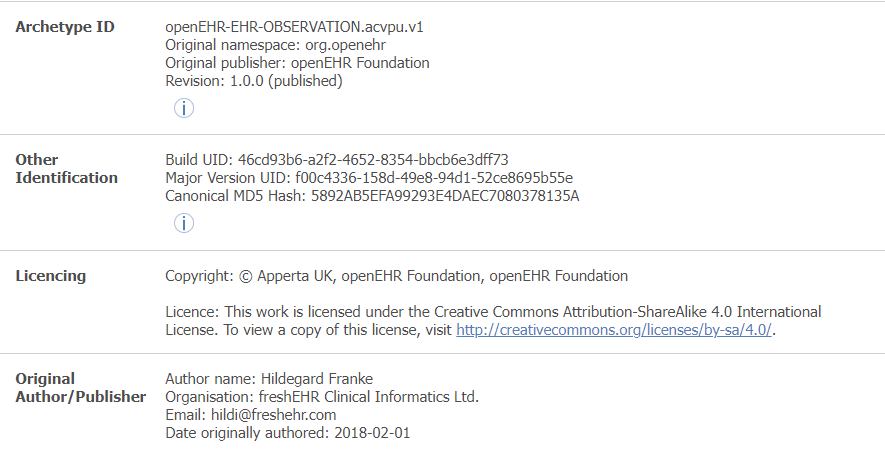 Archetype ID
openEHR-EHR-OBSERVATION.acvpu.v1
Original namespace: org.openehr
Original publisher: openEHR Foundation
Revision: 1.0.0 (published)
i
Other
Identification
Build UID: 46cd93b6-a2f2-4652-8354-bbcb6e3dff73
Major Version UID: f00c4336-158d-49e8-94d1-52ce8695b55e
Canonical MD5 Hash: 5892AB5EFA99293E4DAEC7080378135A
i
Licencing
Copyright: © Apperta UK, openEHR Foundation, openEHR Foundation
Licence: This work is licensed under the Creative Commons Attribution-ShareAlike 4.0 International
License. To view a copy of this license, visit http://creativecommons.org/licenses/by-sa/4.0/.
Original
Author/Publisher
Author name: Hildegard Franke
Organisation: freshEHR Clinical Informatics Ltd.
Email: hildi@freshehr.com
Date originally authored: 2018-02-01